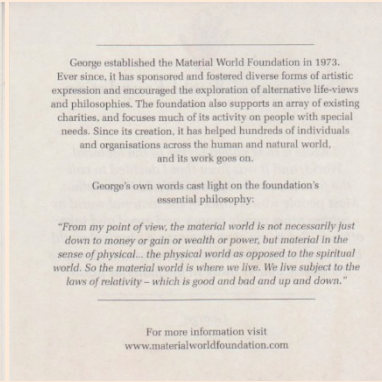 George established the Material World Foundation in 1973.
Ever since, it has sponsored and fostered diverse forms of artistic
expression and encouraged the exploration of alternative life-views
and philosophies. The foundation also supports an array of existing
charities, and focuses much of its activity on people with special
needs. Since its creation, it has helped hundreds of individuals
and organisations across the human and natural world,
and its work goes on.
George's own words cast light on the foundation's
essential philosophy:
"From my point of view, the material world is not necessarily just
down to money or gain or wealth or power, but material in the
sense of physical... the physical world as opposed to the spiritual
world. So the material world is where we live. We live subject to the
laws of relativity – which is good and bad and up and down."
For more information visit
www.materialworldfoundation.com